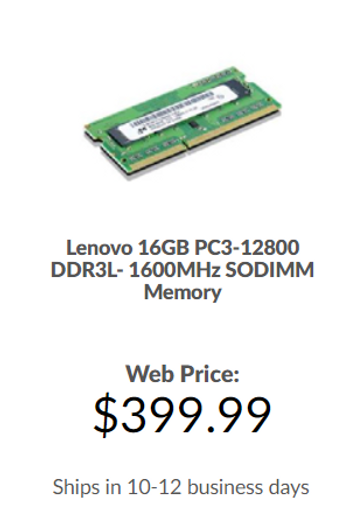 Lenovo 16GB PC3-12800
DDR3L- 1600MHz SODIMM
Memory
Web Price:
$399.99
Ships in 10-12 business days